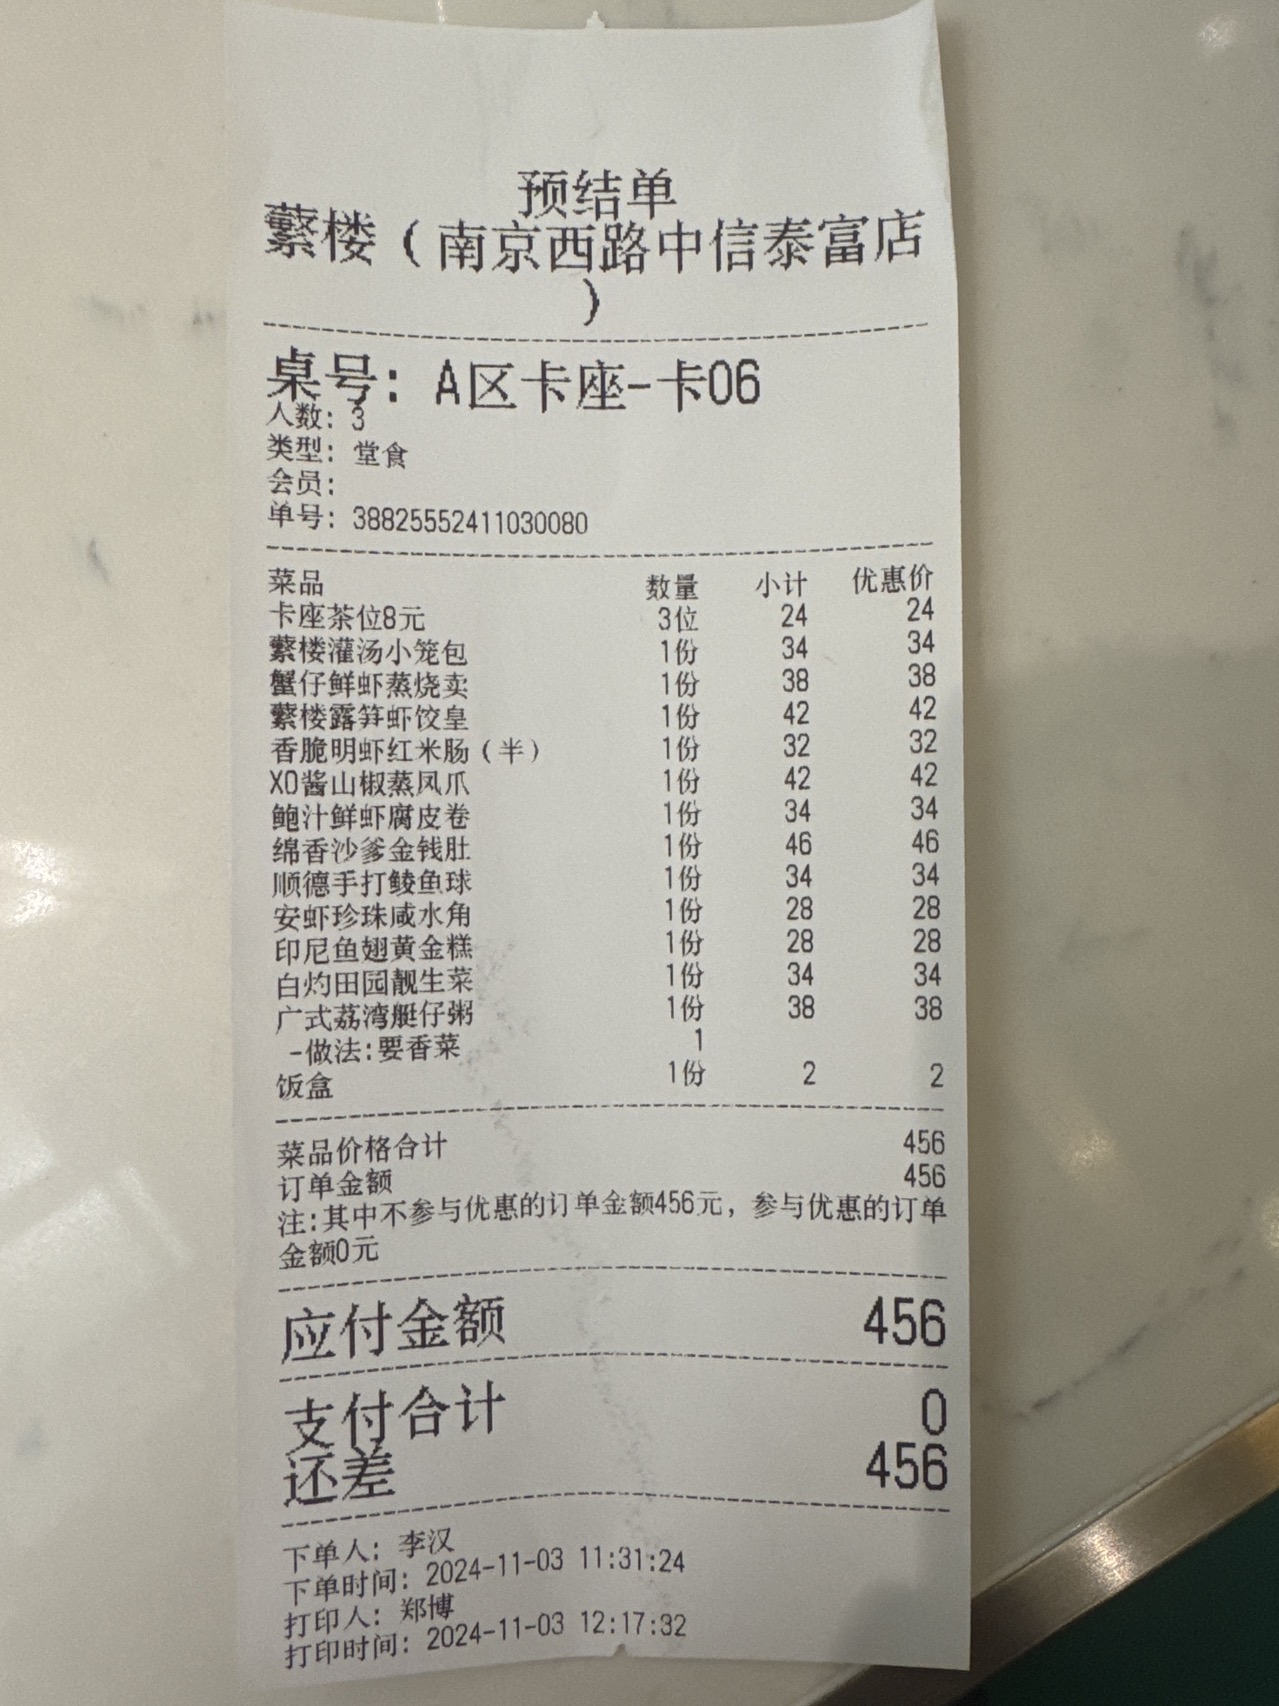 预结单
蘩楼（南京西路中信泰富店
）
桌号：A区卡座-卡06
人数：3
类型：堂食
会员：
单号：38825552411030080
菜品 数量 小计 优惠价
卡座茶位8元 3位 24 24
蘩楼灌汤小笼包 1份 34 34
蟹仔鲜虾蒸烧卖 1份 38 38
蘩楼露笋虾饺皇 1份 42 42
香脆明虾红米肠（半） 1份 32 32
XO酱山椒蒸凤爪 1份 42 42
鲍汁鲜虾腐皮卷 1份 34 34
绵香沙爹金钱肚 1份 46 46
顺德手打鲮鱼球 1份 34 34
安虾珍珠咸水角 1份 28 28
印尼鱼翅黄金糕 1份 28 28
白灼田园靓生菜 1份 34 34
广式荔湾艇仔粥 1份 38 38
-做法:要香菜 1
饭盒 1份 2 2
菜品价格合计 456
订单金额 456
注:其中不参与优惠的订单金额456元，参与优惠的订单
金额0元
应付金额 456
支付合计 0
还差 456
下单人：李汉
下单时间：2024-11-03 11:31:24
打印人：郑博
打印时间：2024-11-03 12:17:32